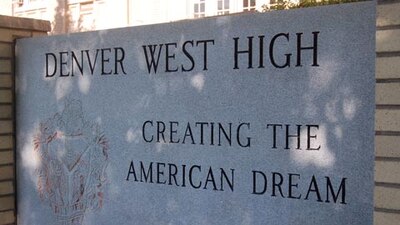 DENVER WEST HIGH
CREATING THE
AMERICAN DREAM